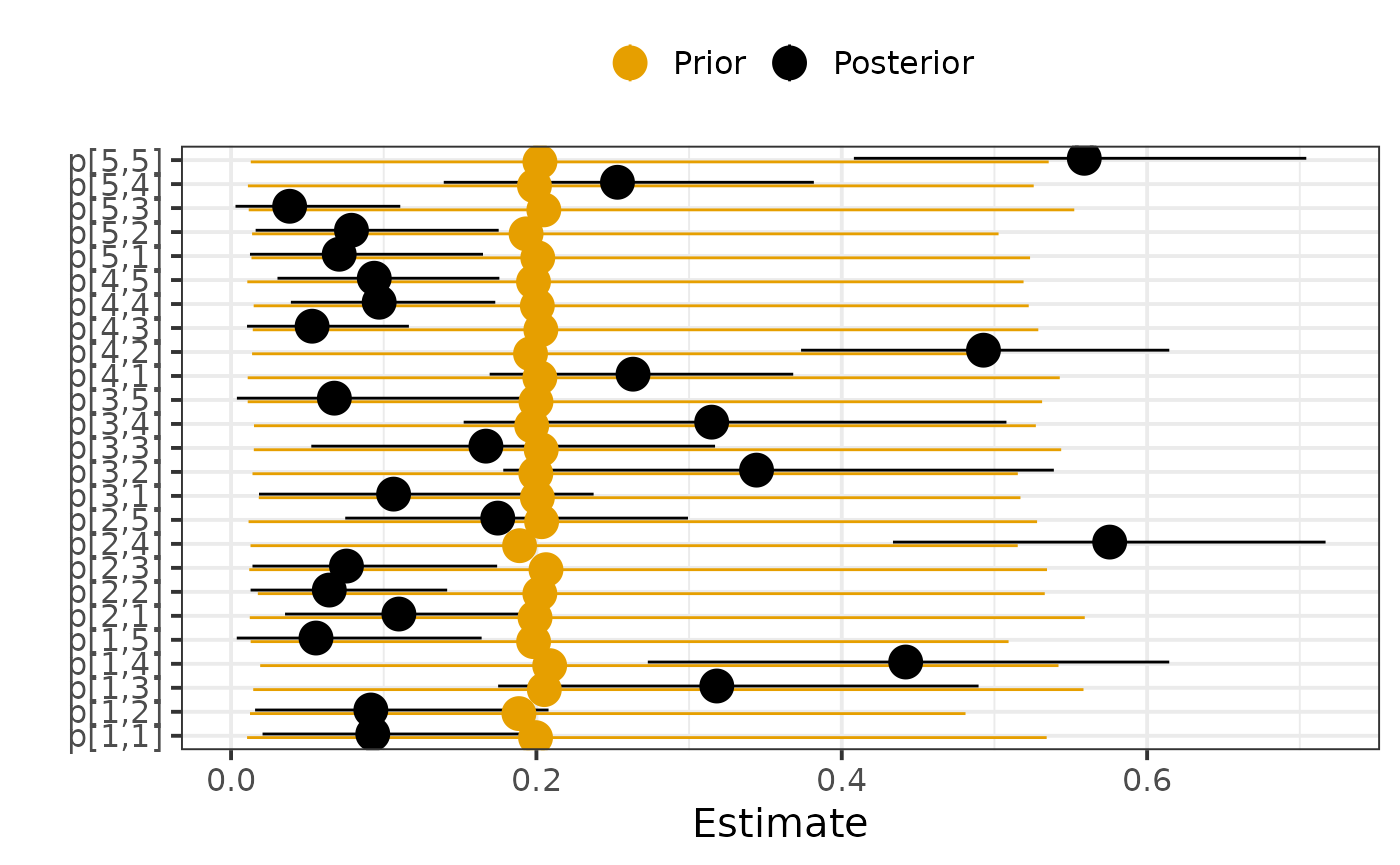 Prior Posterior
p[5,5]
p[5,4]
p[5,3]
p[5,2]
p[5,1]
p[4,5]
p[4,4]
p[4,3]
p[4,2]
p[4,1]
p[3,5]
p[3,4]
p[3,3]
p[3,2]
p[3,1]
p[2,5]
p[2,4]
p[2,3]
p[2,2]
p[2,1]
p[1,5]
p[1,4]
p[1,3]
p[1,2]
p[1,1]
0.0 0.2 0.4 0.6
Estimate